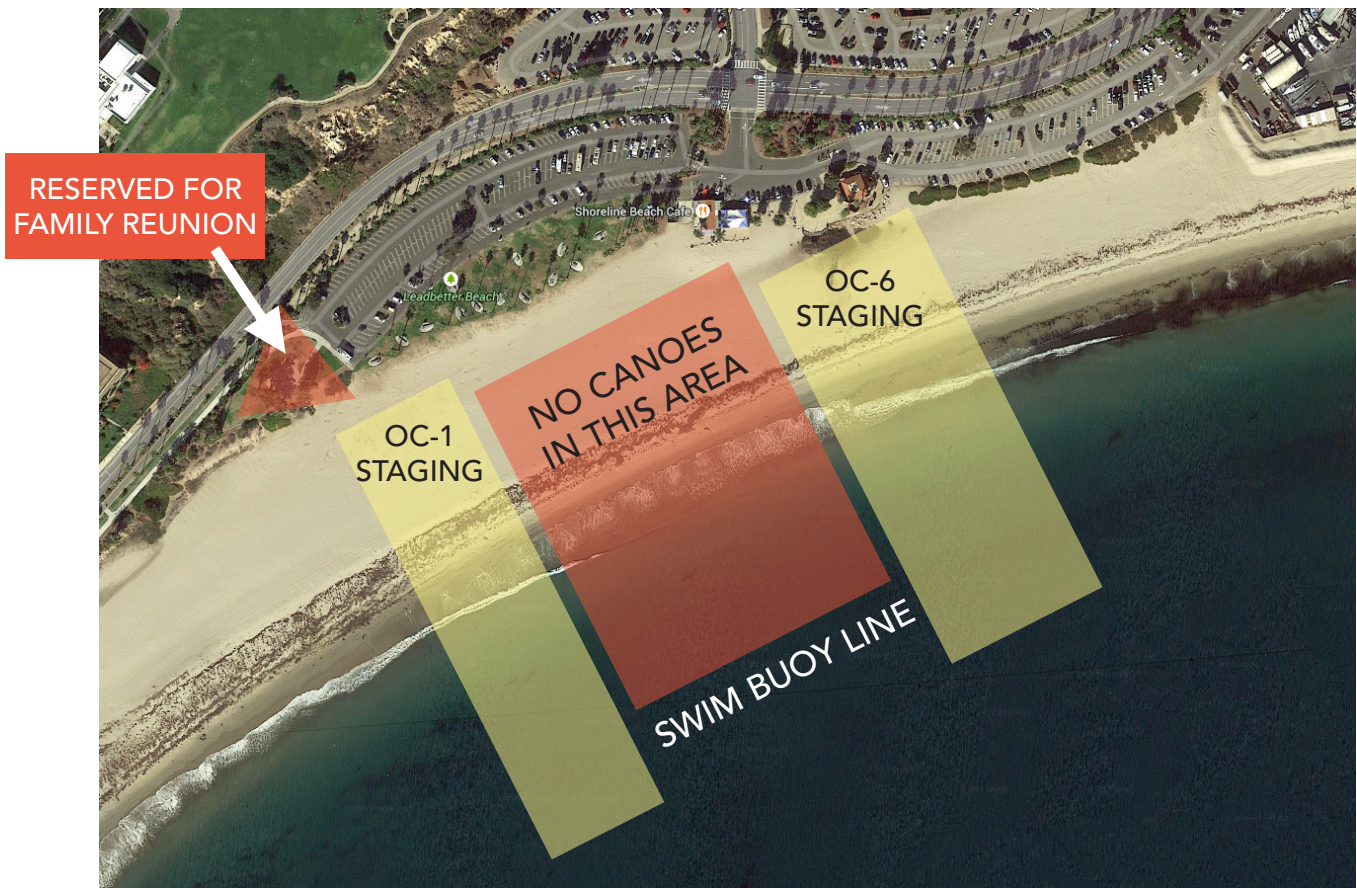 RESERVED FOR
FAMILY REUNION
Shoreline Beach Cafe
Leadbetter Beach
OC-6
STAGING
NO CANOES
IN THIS AREA
OC-1
STAGING
SWIM BUOY LINE